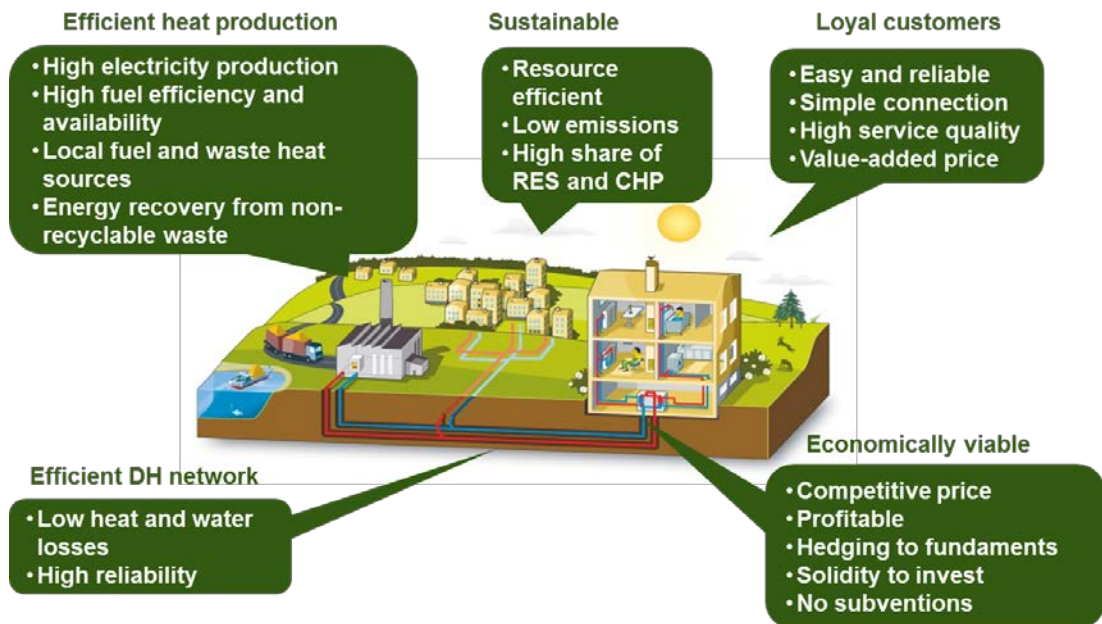 Efficient heat production
• High electricity production
• High fuel efficiency and
availability
• Local fuel and waste heat
sources
• Energy recovery from non-
recyclable waste
Sustainable
• Resource
efficient
• Low emissions
• High share of
RES and CHP
Loyal customers
• Easy and reliable
• Simple connection
• High service quality
• Value-added price
Efficient DH network
• Low heat and water
losses
• High reliability
Economically viable
• Competitive price
• Profitable
• Hedging to fundaments
• Solidity to invest
• No subventions